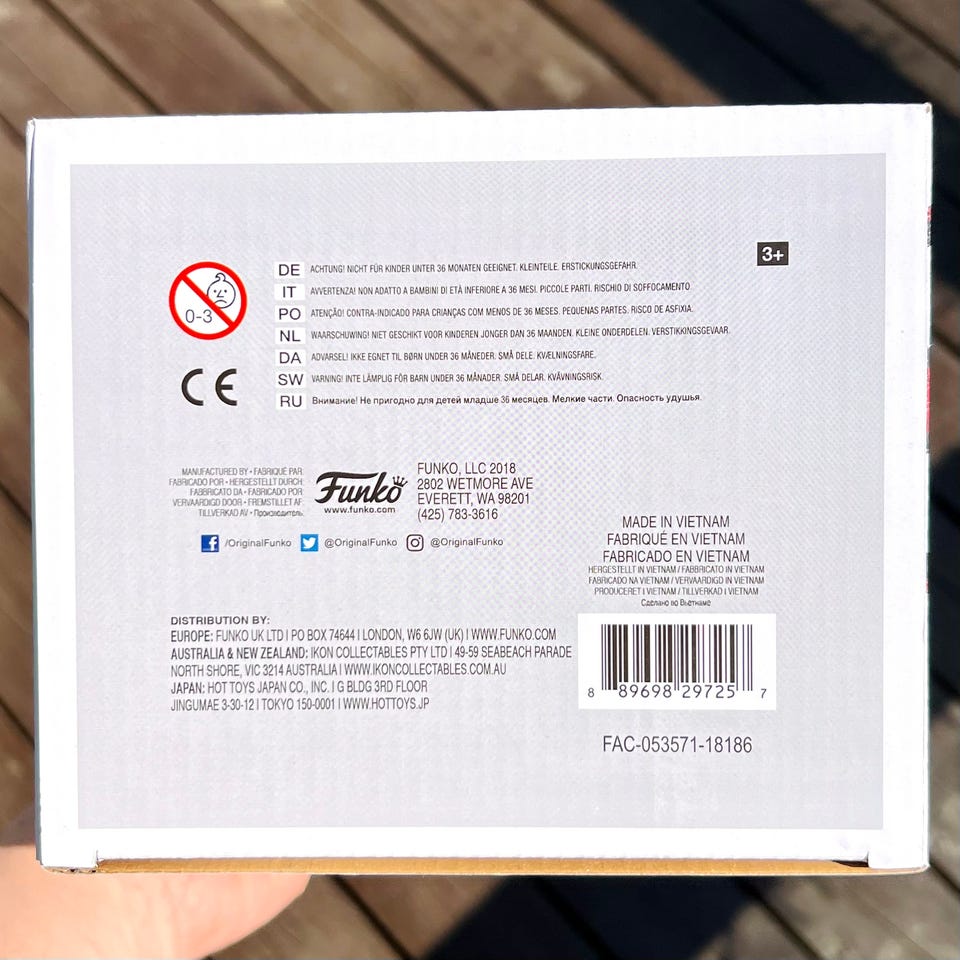 3+
0-3
DE ACHTUNG! NICHT FÜR KINDER UNTER 36 MONATEN GEEIGNET. KLEINTEILE. ERSTICKUNGSGEFAHR.
IT AVVERTENZA! NON ADATTO A BAMBINI DI ETÀ INFERIORE A 36 MESI. PICCOLE PARTI. RISCHIO DI SOFFOCAMENTO
PO ATENÇÃO! CONTRA-INDICADO PARA CRIANÇAS COM MENOS DE 36 MESES. PEQUENAS PARTES. RISCO DE ASFIXIA.
NL WAARSCHUWING! NIET GESCHIKT VOOR KINDEREN JONGER DAN 36 MAANDEN. KLEINE ONDERDELEN. VERSTIKKINGSGEVAAR.
DA ADVARSEL! IKKE EGNET TIL BØRN UNDER 36 MÅNEDER. SMÅ DELE. KVÆLNINGSFARE.
SW VARNING! INTE LÄMPLIG FÖR BARN UNDER 36 MÅNADER. SMÅ DELAR. KVÄVNINGSRISK.
RU Внимание! Не пригодно для детей младше 36 месяцев. Мелкие части. Опасность удушья.
CE
MANUFACTURED BY • FABRIQUÉ PAR:
FABRICADO POR • HERGESTELLT DURCH:
FABBRICATO DA • FABRICADO POR:
VERVAARDIGD DOOR • FREMSTILLET AF:
TILLVERKAD AV • Производитель:
Funko
www.funko.com
FUNKO, LLC 2018
2802 WETMORE AVE
EVERETT, WA 98201
(425) 783-3616
/OriginalFunko @OriginalFunko @OriginalFunko
MADE IN VIETNAM
FABRIQUÉ EN VIETNAM
FABRICADO EN VIETNAM
HERGESTELLT IN VIETNAM / FABBRICATO IN VIETNAM
FABRICADO NA VIETNAM / VERVAARDIGD IN VIETNAM
PRODUCERET I VIETNAM / TILLVERKAD I VIETNAM
Сделано во Вьетнаме
DISTRIBUTION BY:
EUROPE: FUNKO UK LTD | PO BOX 74644 | LONDON, W6 6JW (UK) | WWW.FUNKO.COM
AUSTRALIA & NEW ZEALAND: IKON COLLECTABLES PTY LTD | 49-59 SEABEACH PARADE
NORTH SHORE, VIC 3214 AUSTRALIA | WWW.IKONCOLLECTABLES.COM.AU
JAPAN: HOT TOYS JAPAN CO., INC. | G BLDG 3RD FLOOR
JINGUMAE 3-30-12 | TOKYO 150-0001 | WWW.HOTTOYS.JP
8 89698 29725 7
FAC-053571-18186